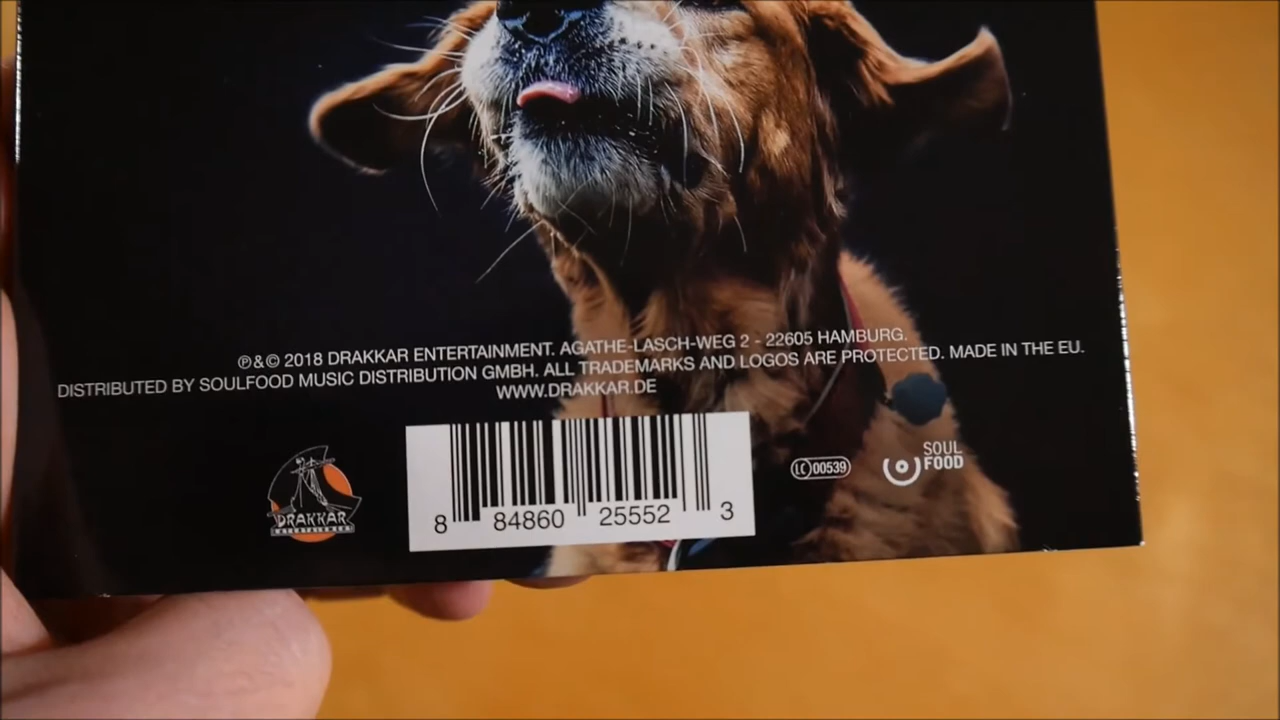 ℗&© 2018 DRAKKAR ENTERTAINMENT. AGATHE-LASCH-WEG 2 - 22605 HAMBURG.
DISTRIBUTED BY SOULFOOD MUSIC DISTRIBUTION GMBH. ALL TRADEMARKS AND LOGOS ARE PROTECTED. MADE IN THE EU.
WWW.DRAKKAR.DE
DRAKKAR
ENTERTAINMENT
8 84860 25552 3
LC 00539
SOUL
FOOD